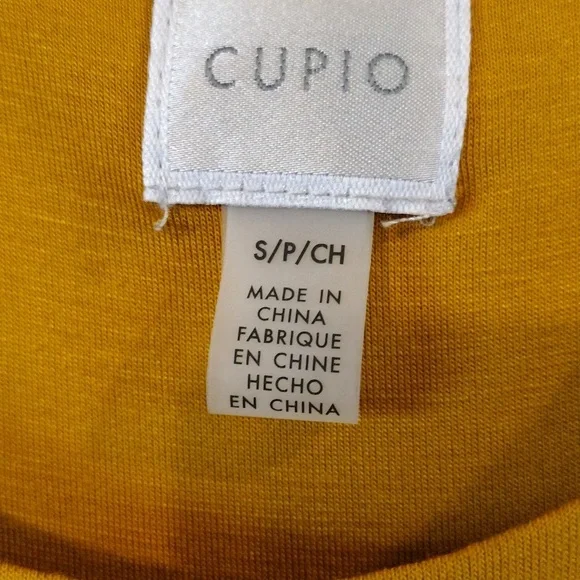 CUPIO
S/P/CH
MADE IN
CHINA
FABRIQUE
EN CHINE
HECHO
EN CHINA